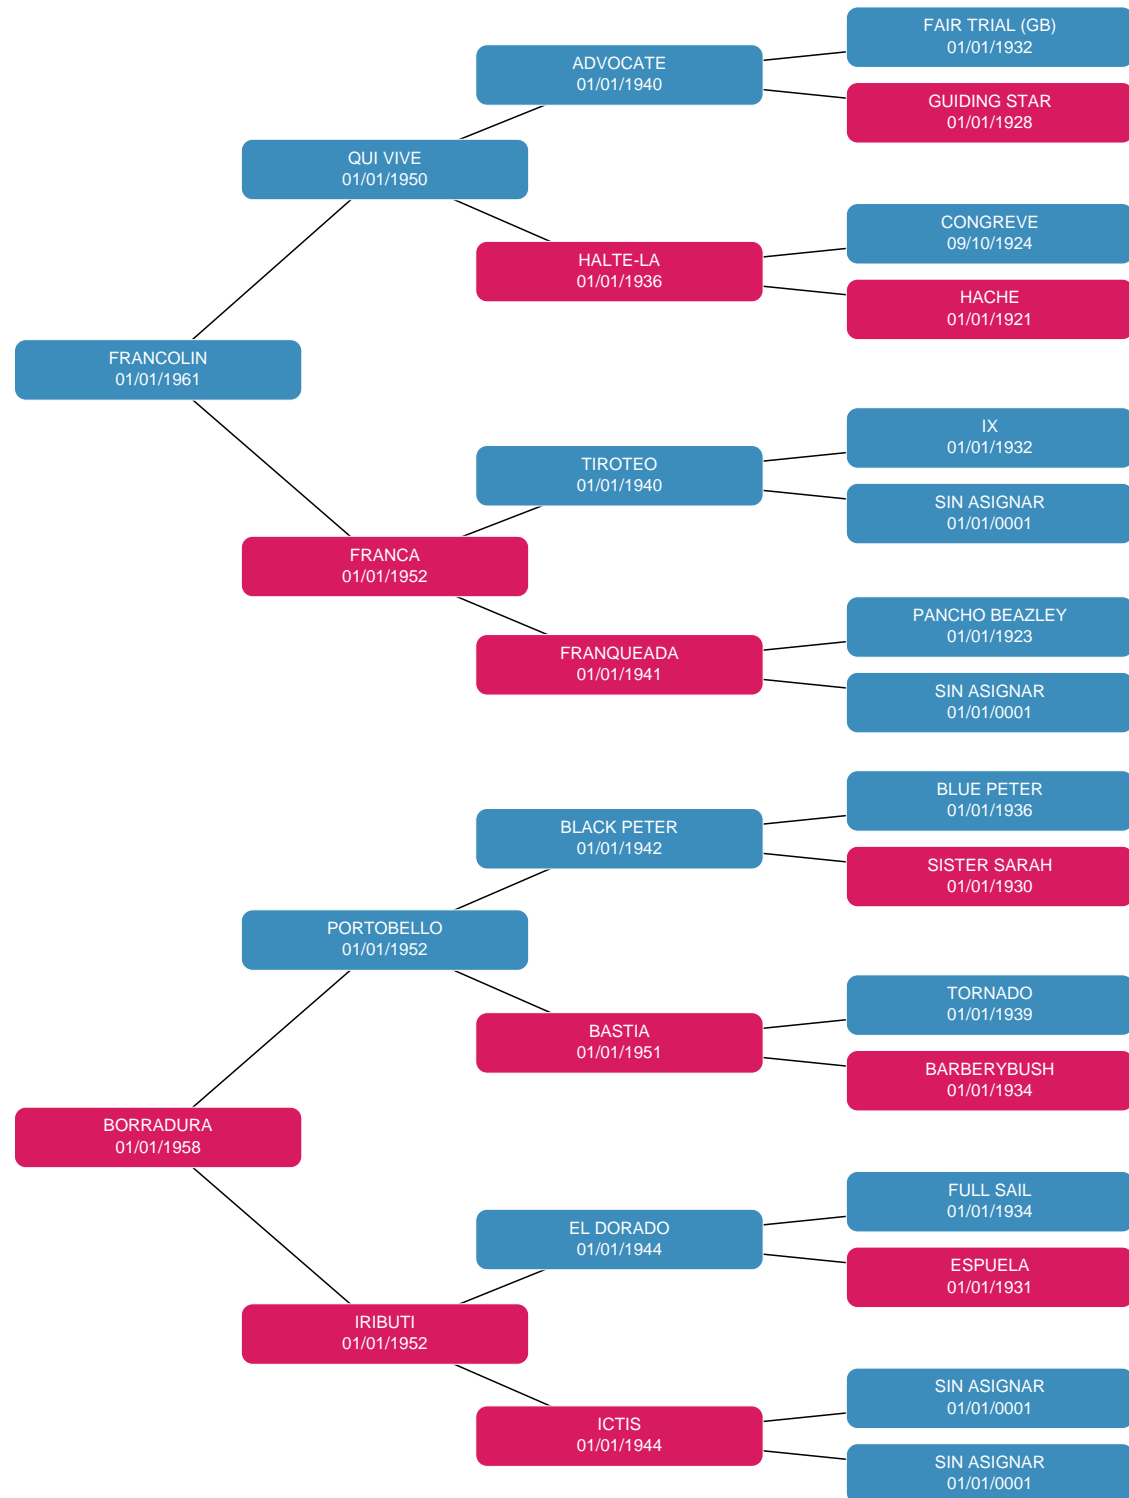 FAIR TRIAL (GB)
01/01/1932
ADVOCATE
01/01/1940
GUIDING STAR
01/01/1928
QUI VIVE
01/01/1950
CONGREVE
09/10/1924
HALTE-LA
01/01/1936
HACHE
01/01/1921
FRANCOLIN
01/01/1961
IX
01/01/1932
TIROTEO
01/01/1940
SIN ASIGNAR
01/01/0001
FRANCA
01/01/1952
PANCHO BEAZLEY
01/01/1923
FRANQUEADA
01/01/1941
SIN ASIGNAR
01/01/0001
BLUE PETER
01/01/1936
BLACK PETER
01/01/1942
SISTER SARAH
01/01/1930
PORTOBELLO
01/01/1952
TORNADO
01/01/1939
BASTIA
01/01/1951
BARBERYBUSH
01/01/1934
BORRADURA
01/01/1958
FULL SAIL
01/01/1934
EL DORADO
01/01/1944
ESPUELA
01/01/1931
IRIBUTI
01/01/1952
SIN ASIGNAR
01/01/0001
ICTIS
01/01/1944
SIN ASIGNAR
01/01/0001